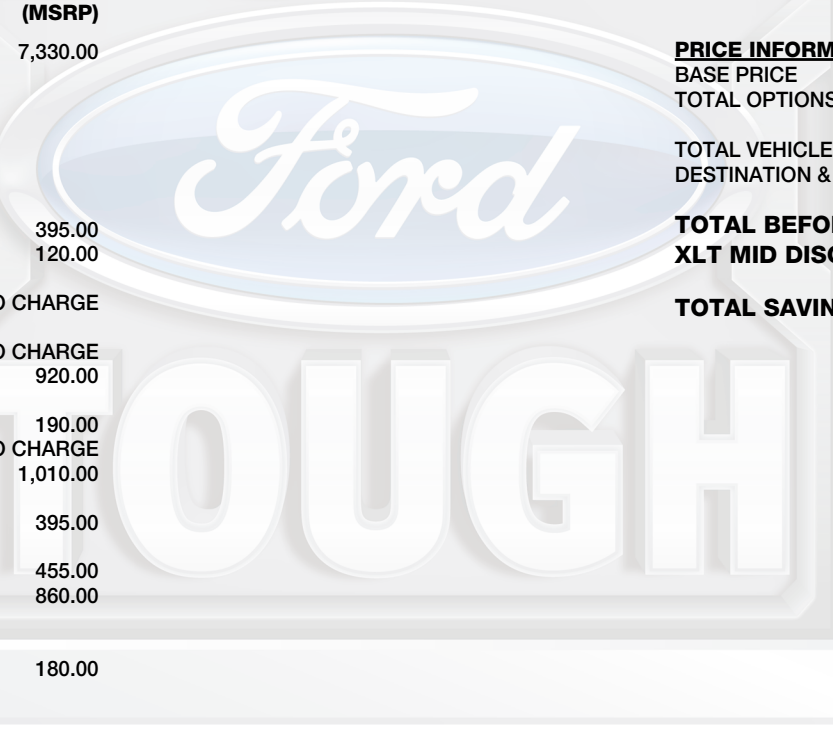 (MSRP)
7,330.00
395.00
120.00
O CHARGE
O CHARGE
920.00
190.00
O CHARGE
1,010.00
395.00
455.00
860.00
180.00
PRICE INFORM
BASE PRICE
TOTAL OPTIONS
TOTAL VEHICLE
DESTINATION &
TOTAL BEFO
XLT MID DISC
TOTAL SAVIN
Ford
TOUGH